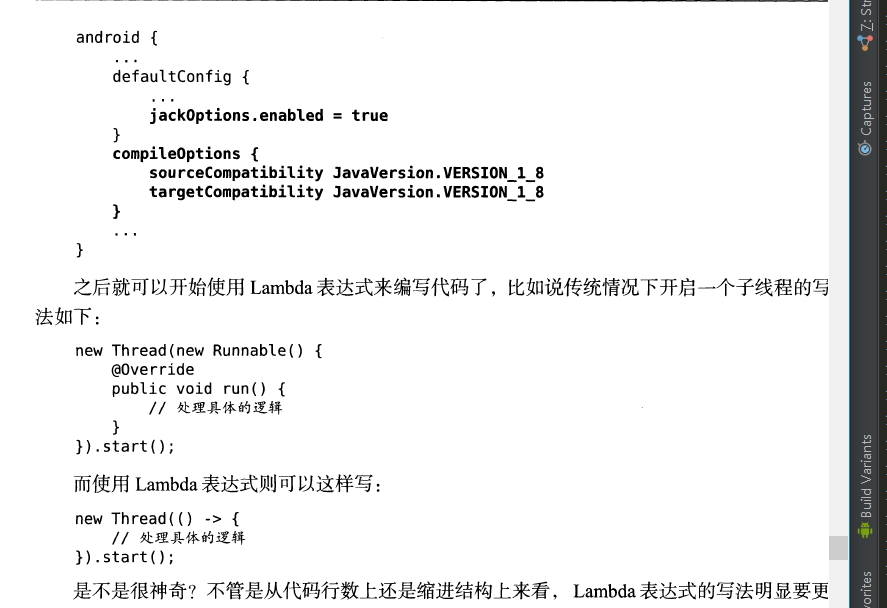 android {
    ...
    defaultConfig {
        ...
        jackOptions.enabled = true
    }
    compileOptions {
        sourceCompatibility JavaVersion.VERSION_1_8
        targetCompatibility JavaVersion.VERSION_1_8
    }
    ...
}
之后就可以开始使用 Lambda 表达式来编写代码了，比如说传统情况下开启一个子线程的写
法如下：
new Thread(new Runnable() {
    @Override
    public void run() {
        // 处理具体的逻辑
    }
}).start();
而使用 Lambda 表达式则可以这样写：
new Thread(() -> {
    // 处理具体的逻辑
}).start();
是不是很神奇？不管是从代码行数上还是缩进结构上来看，Lambda 表达式的写法明显要更
Captures
Build Variants